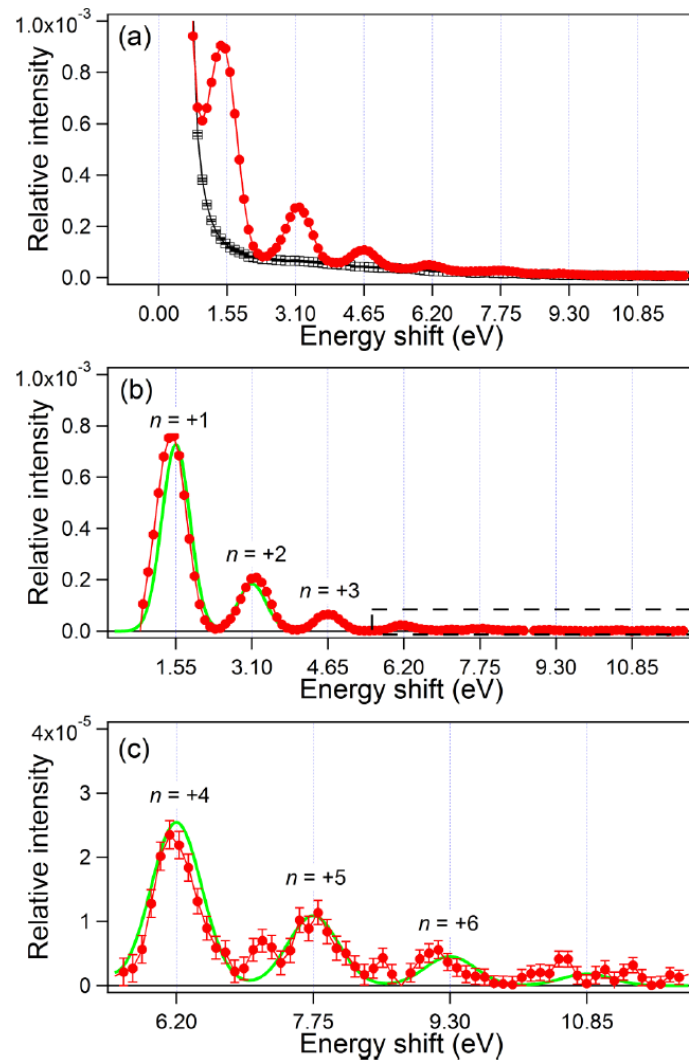 (a)
1.0x10⁻³
0.8
0.6
0.4
0.2
0.0
Relative intensity
0.00 1.55 3.10 4.65 6.20 7.75 9.30 10.85
Energy shift (eV)
(b)
1.0x10⁻³
n = +1
0.8
0.6
0.4
n = +2
0.2
n = +3
0.0
Relative intensity
1.55 3.10 4.65 6.20 7.75 9.30 10.85
Energy shift (eV)
(c)
4x10⁻⁵
n = +4
3
2
n = +5
1
n = +6
0
Relative intensity
6.20 7.75 9.30 10.85
Energy shift (eV)